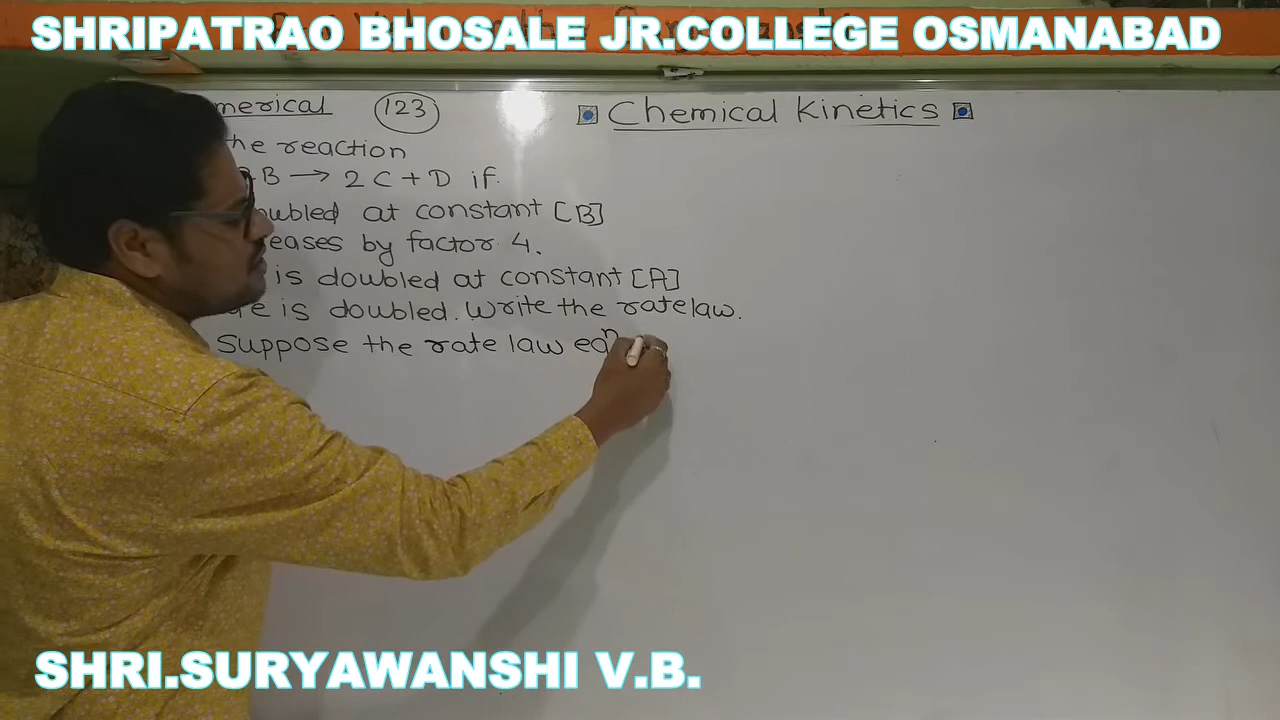 SHRIPATRAO BHOSALE JR.COLLEGE OSMANABAD
merical 123
Chemical Kinetics
he reaction
B → 2C+D if
oubled at constant [B]
eases by factor 4.
is doubled at constant [A]
e is doubled. Write the rate law.
Suppose the rate law eqn
SHRI.SURYAWANSHI V.B.